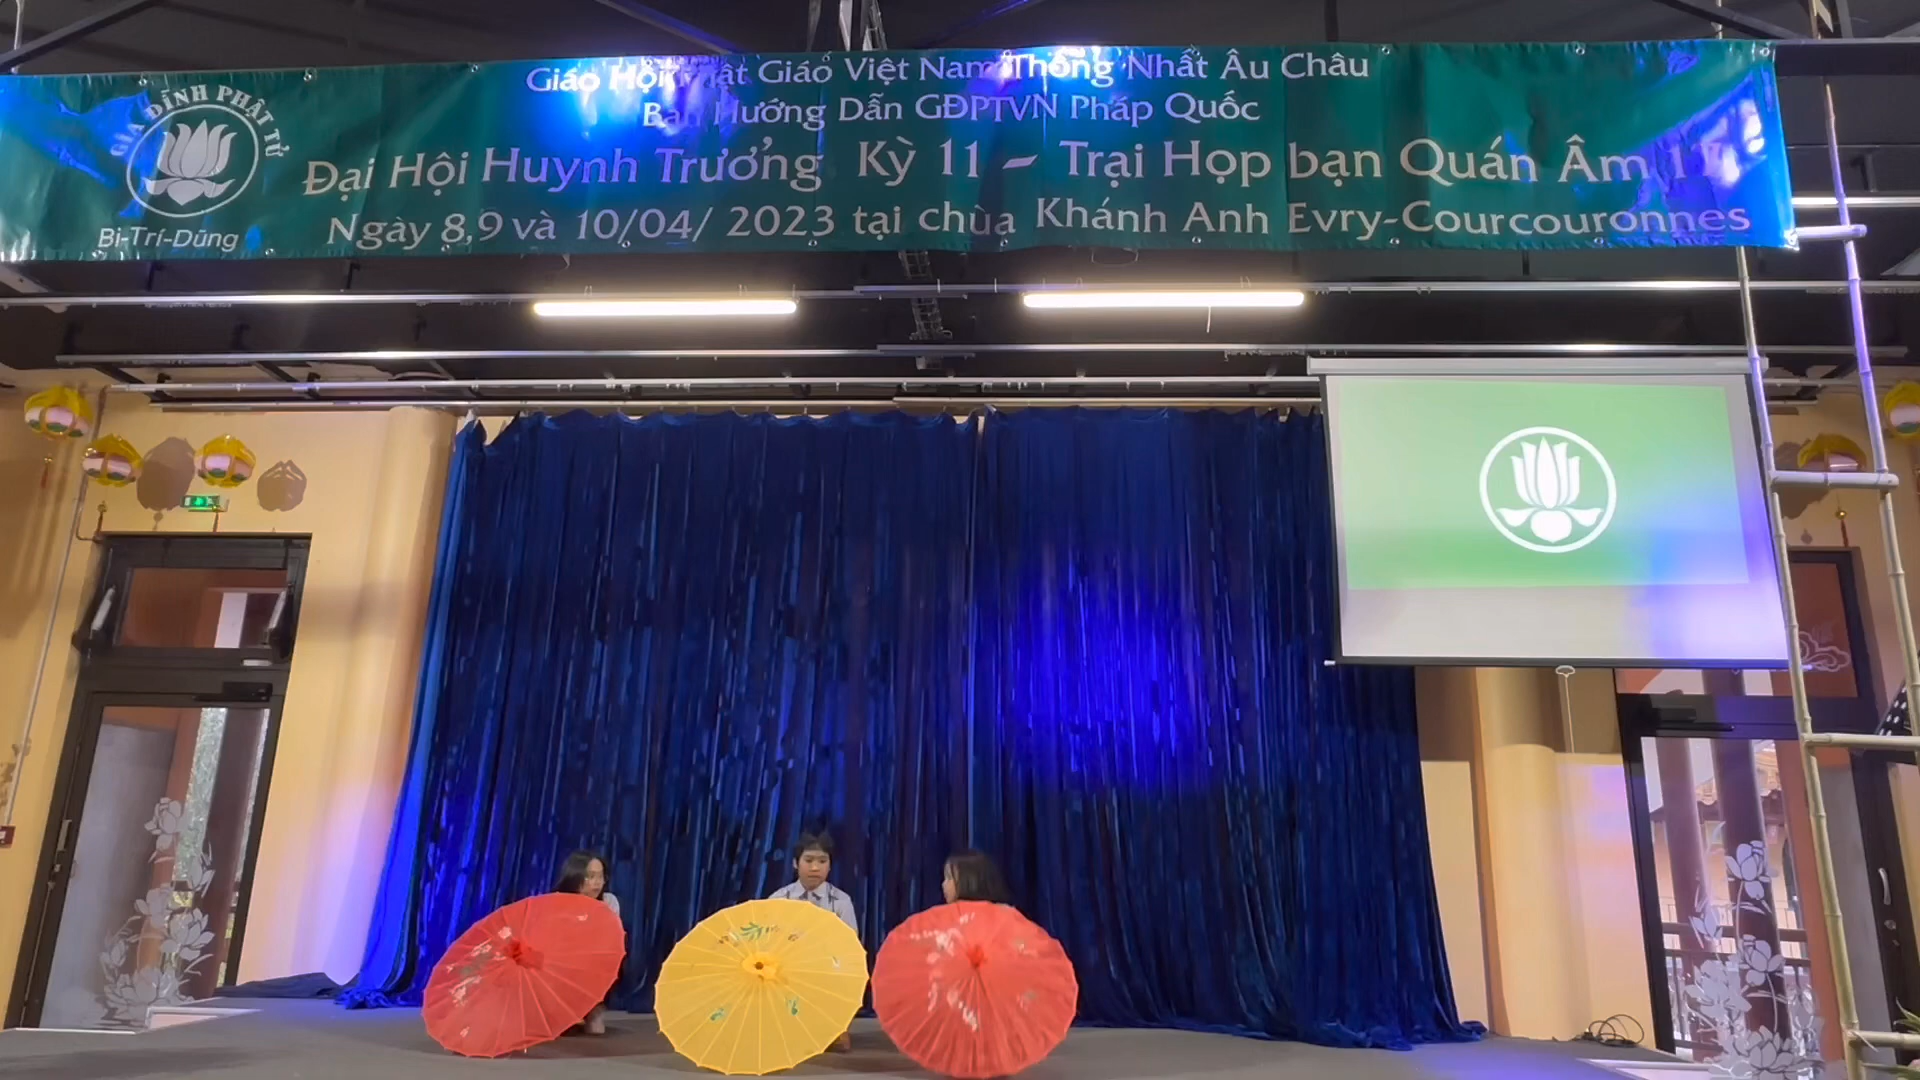 Giáo Hội Phật Giáo Việt Nam Thống Nhất Âu Châu
Ban Hướng Dẫn GĐPTVN Pháp Quốc
GIA ĐÌNH PHẬT TỬ
Đại Hội Huynh Trưởng Kỳ 11 - Trại Họp bạn Quán Âm
Ngày 8,9 và 10/04/ 2023 tại chùa Khánh Anh Evry-Courcouronnes
Bi-Trí-Dũng